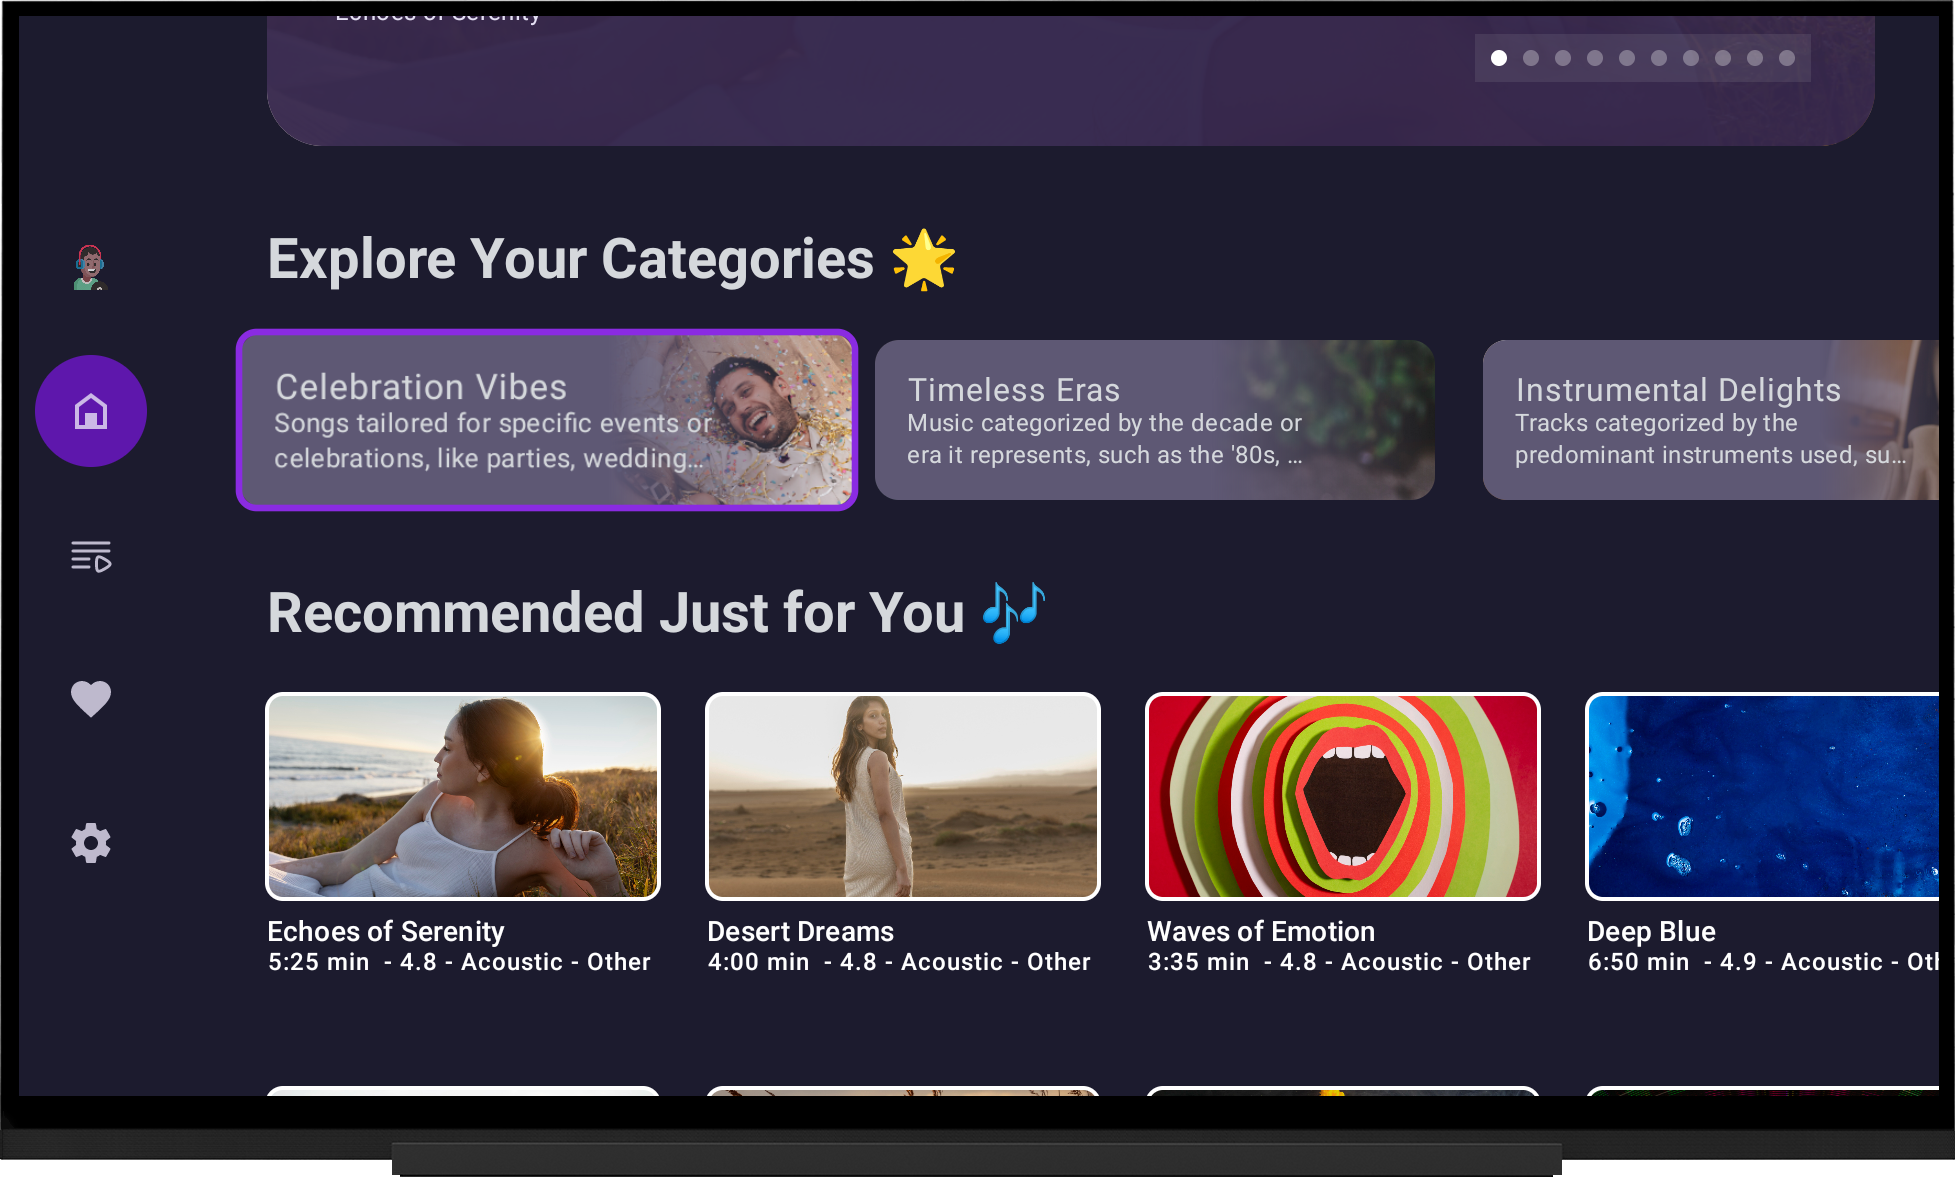 Echoes of Serenity
Explore Your Categories
Celebration Vibes
Songs tailored for specific events or
celebrations, like parties, wedding...
Timeless Eras
Music categorized by the decade or
era it represents, such as the '80s, ...
Instrumental Delights
Tracks categorized by the
predominant instruments used, su...
Recommended Just for You
Echoes of Serenity
5:25 min - 4.8 - Acoustic - Other
Desert Dreams
4:00 min - 4.8 - Acoustic - Other
Waves of Emotion
3:35 min - 4.8 - Acoustic - Other
Deep Blue
6:50 min - 4.9 - Acoustic - Oth